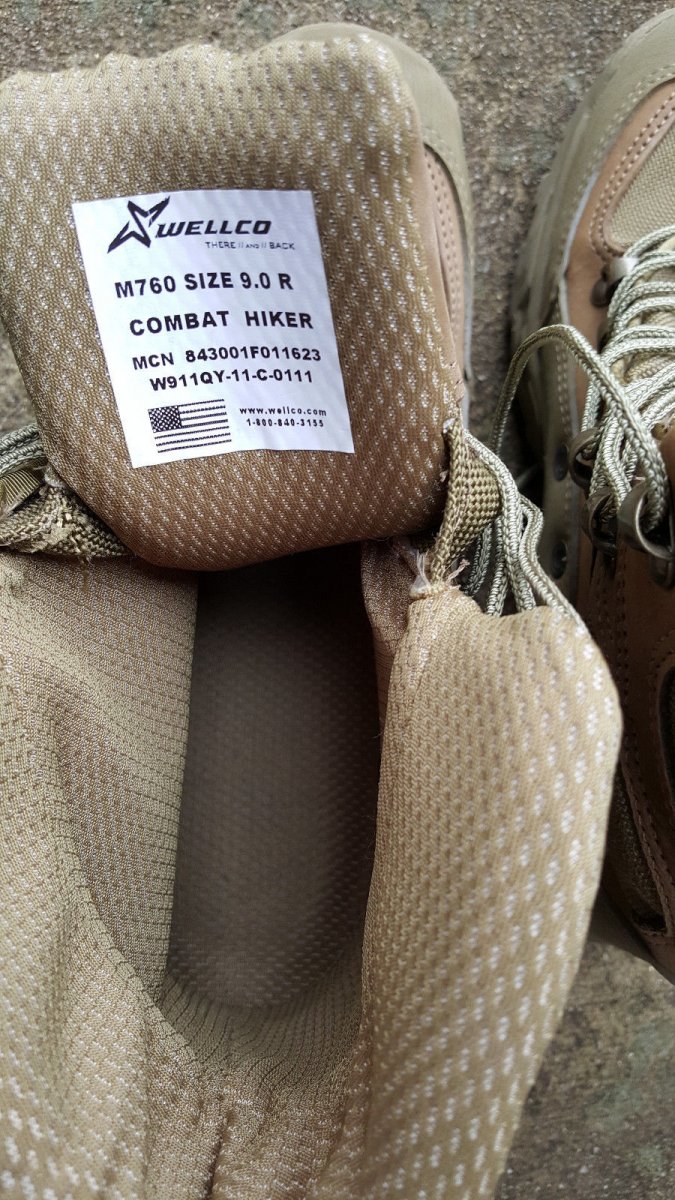 WELLCO
THERE // AND // BACK
M760 SIZE 9.0 R
COMBAT HIKER
MCN 843001F011623
W911QY-11-C-0111
www.wellco.com
1-800-840-3155